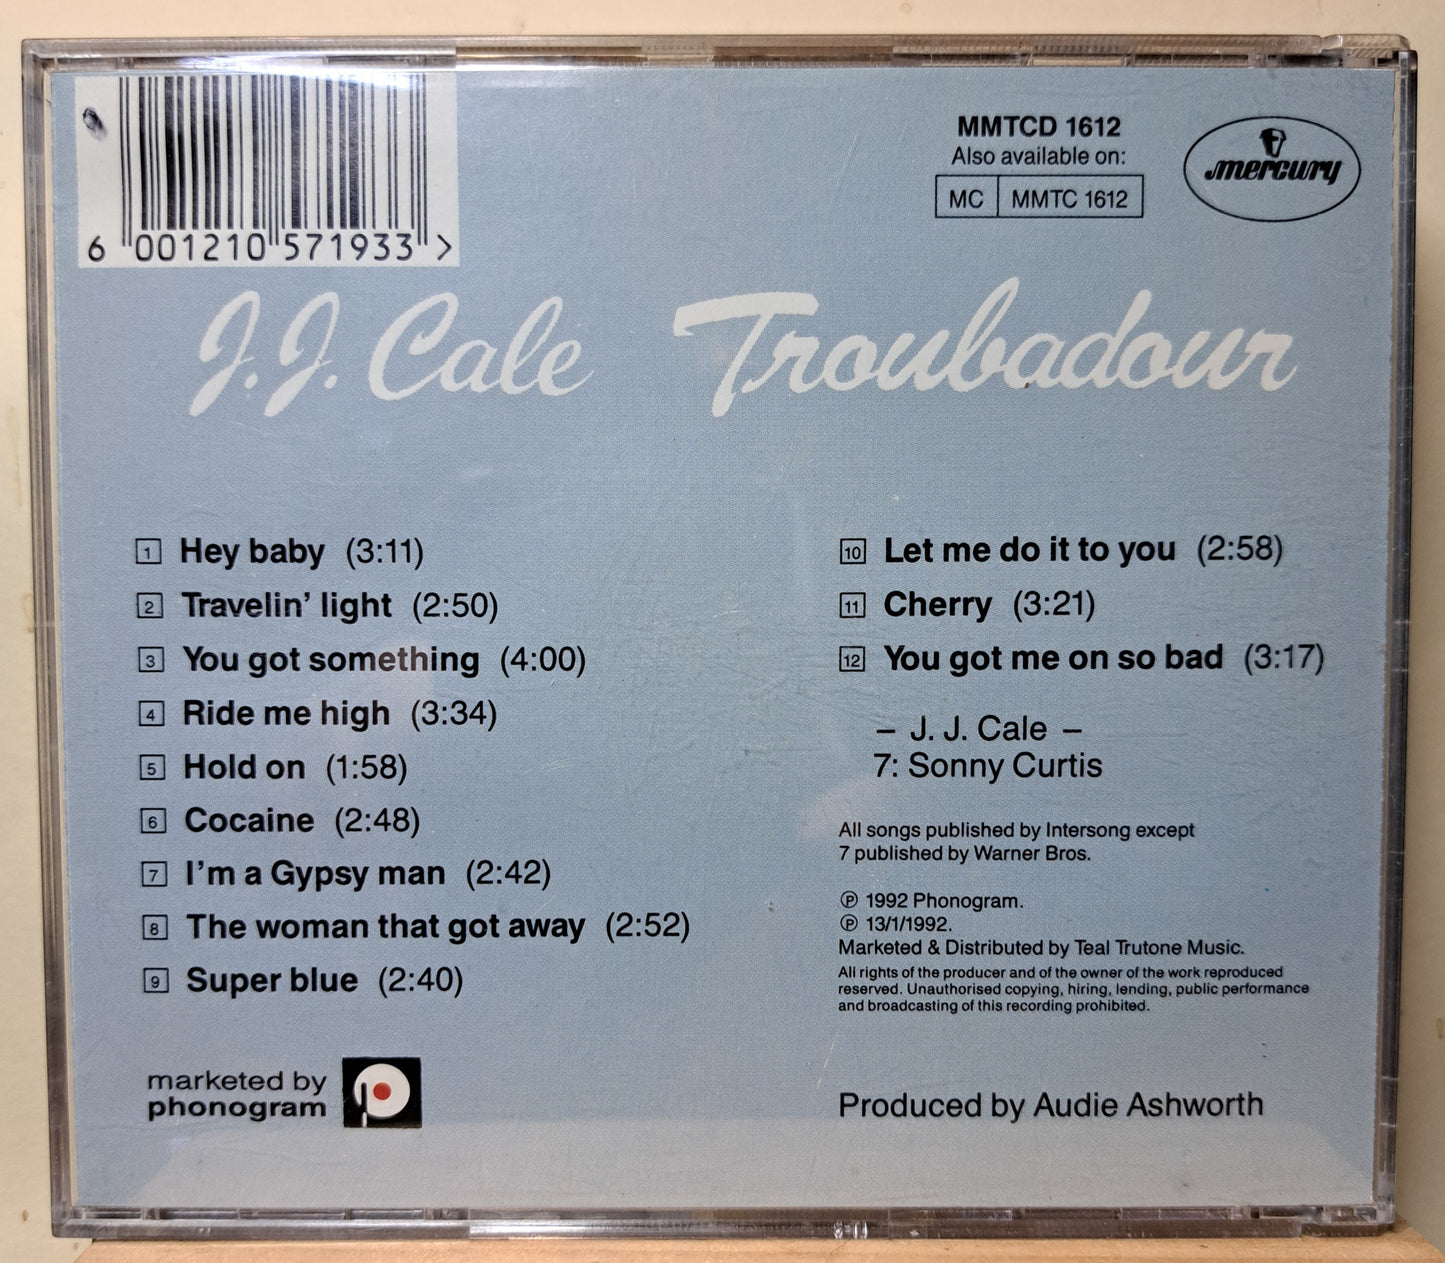 6 001210 571933 >
MMTCD 1612
Also available on:
MC MMTC 1612
mercury
J.J. Cale Troubadour
1 Hey baby (3:11)
2 Travelin' light (2:50)
3 You got something (4:00)
4 Ride me high (3:34)
5 Hold on (1:58)
6 Cocaine (2:48)
7 I'm a Gypsy man (2:42)
8 The woman that got away (2:52)
9 Super blue (2:40)
10 Let me do it to you (2:58)
11 Cherry (3:21)
12 You got me on so bad (3:17)
– J. J. Cale –
7: Sonny Curtis
All songs published by Intersong except
7 published by Warner Bros.
℗ 1992 Phonogram.
℗ 13/1/1992.
Marketed & Distributed by Teal Trutone Music.
All rights of the producer and of the owner of the work reproduced
reserved. Unauthorised copying, hiring, lending, public performance
and broadcasting of this recording prohibited.
marketed by
phonogram
Produced by Audie Ashworth